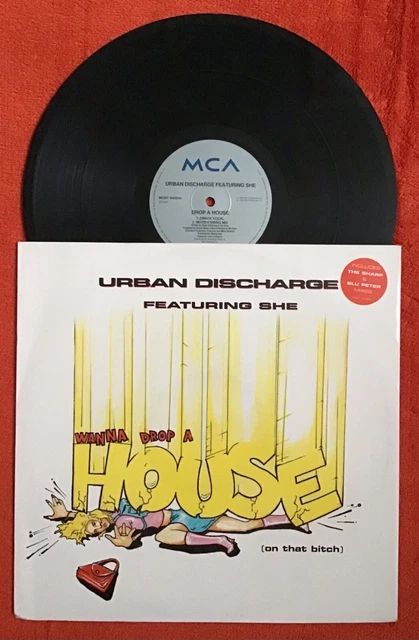 MCA
URBAN DISCHARGE FEATURING SHE
DROP A HOUSE
URBAN DISCHARGE
FEATURING SHE
INCLUDES
THE SHARP
&
BLU PETER
MIXES
WANNA DROP A
HOUSE
(on that bitch)